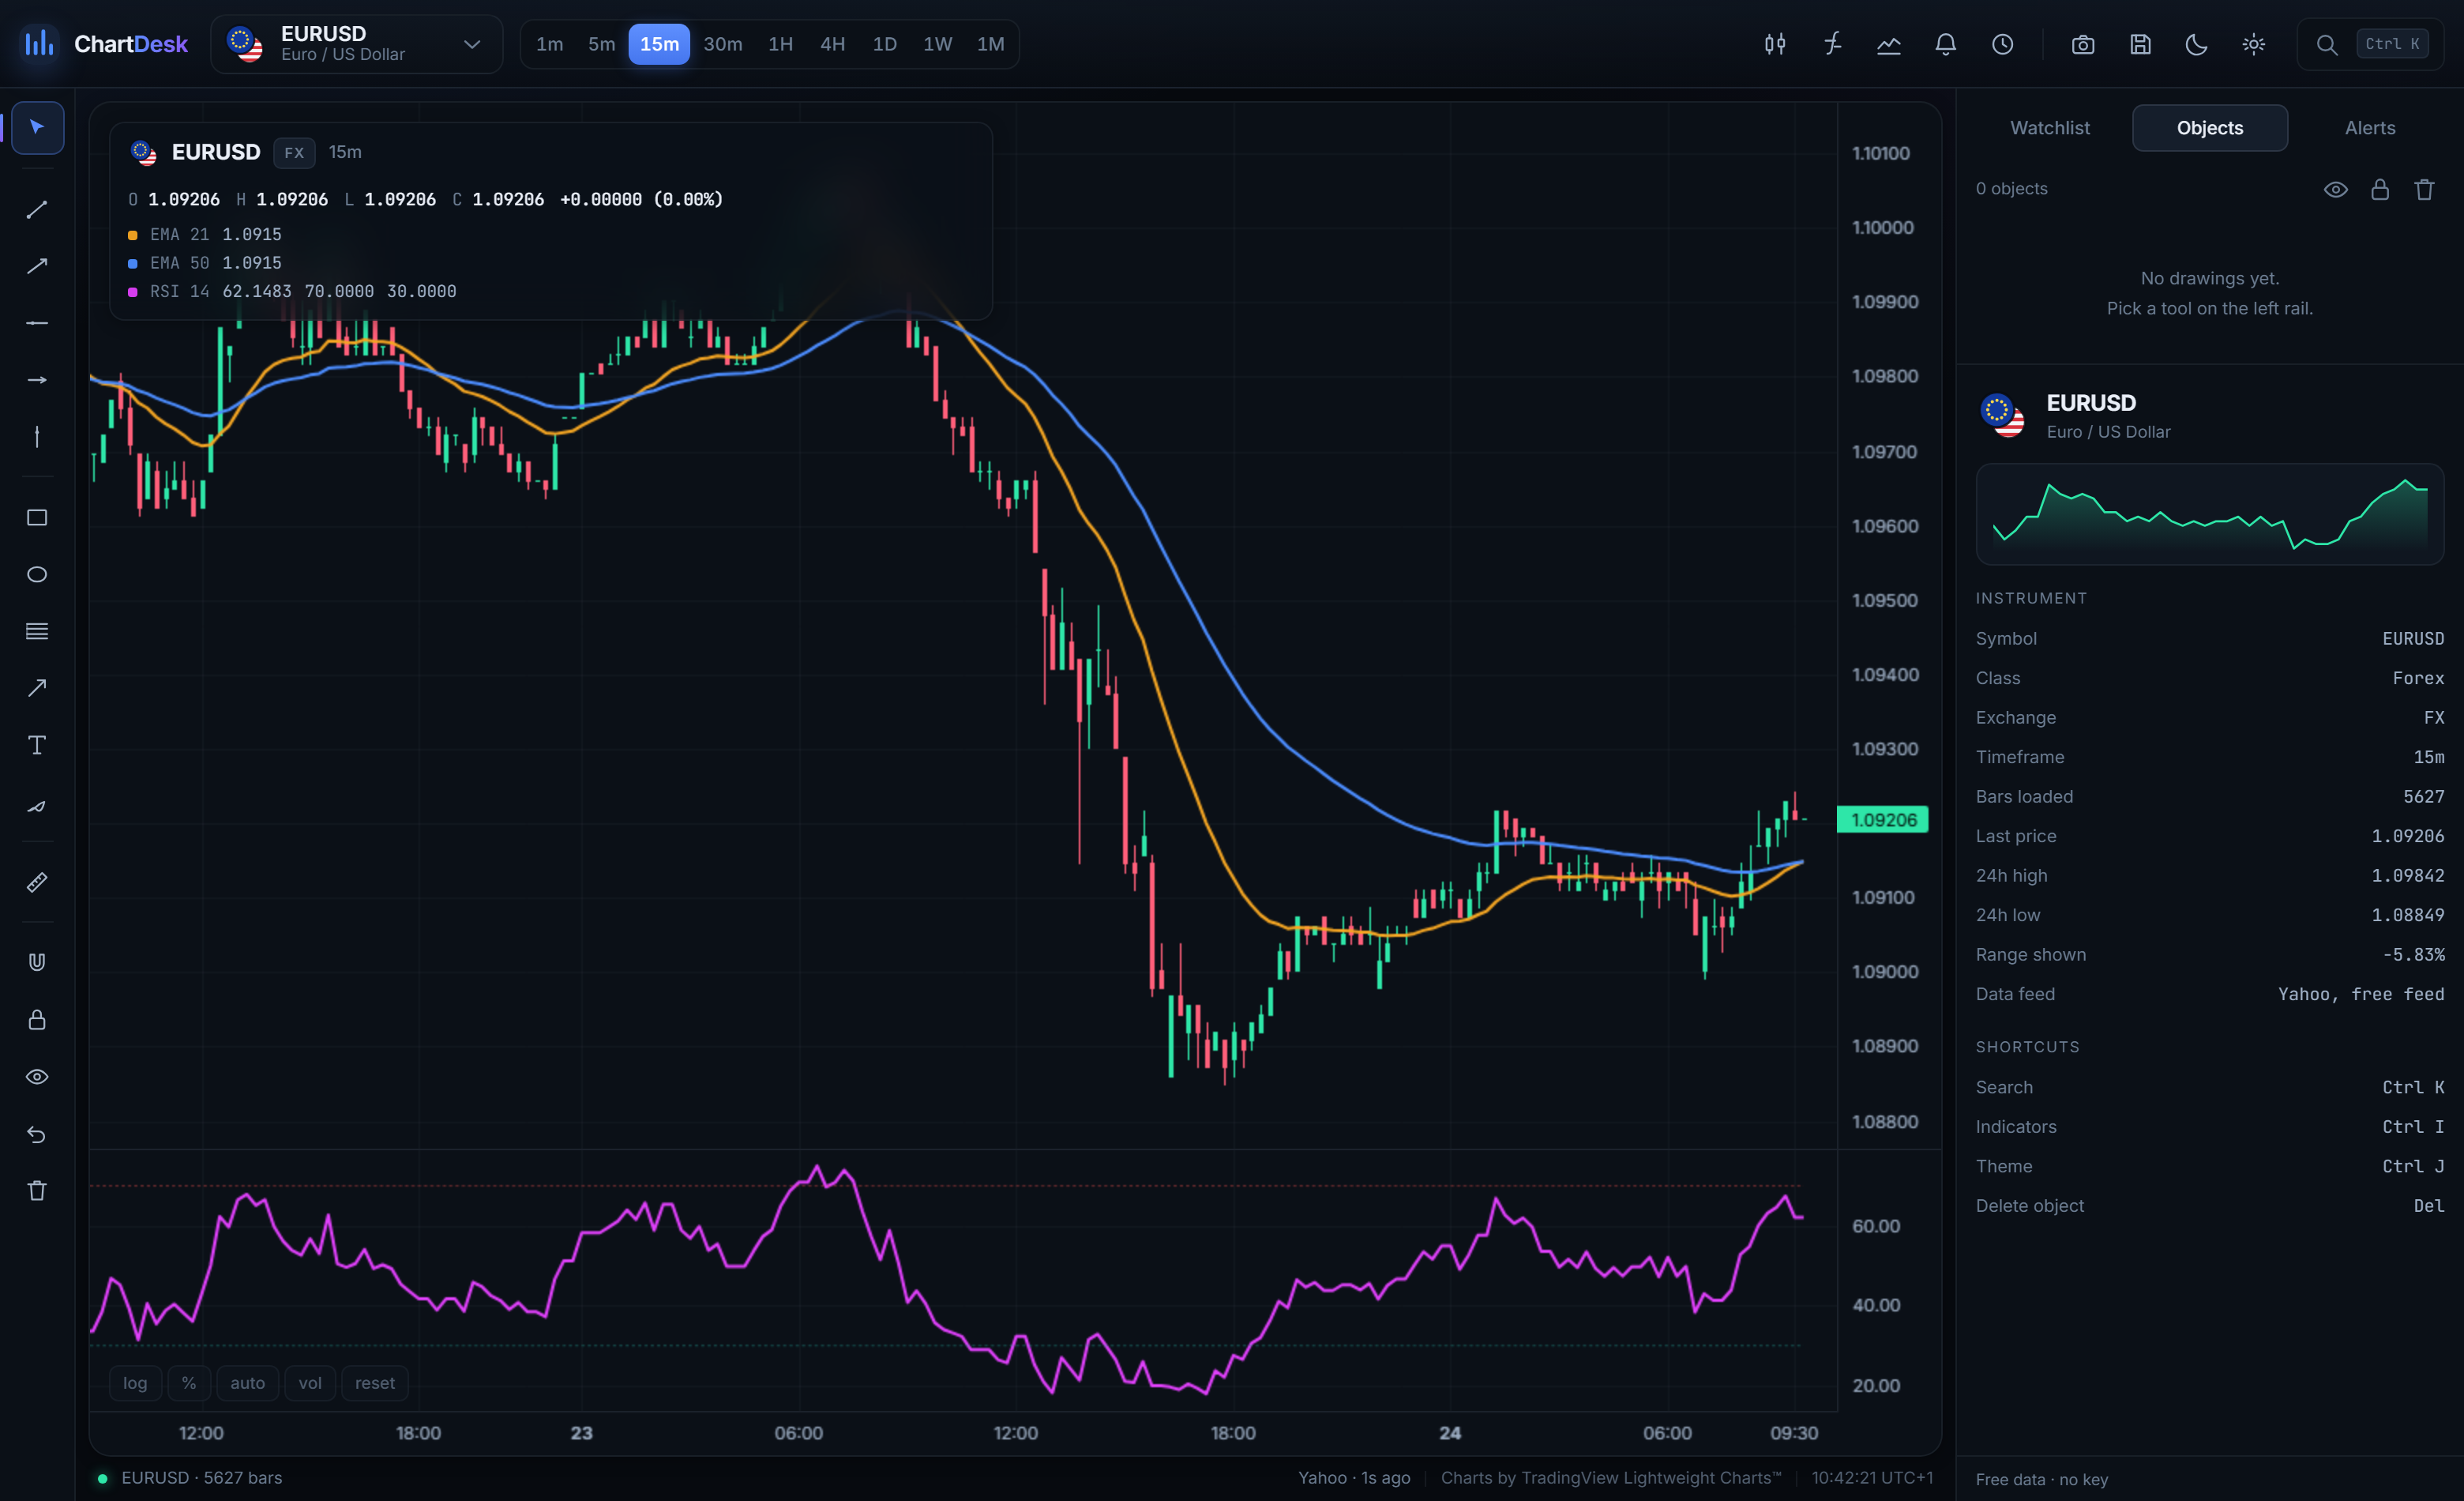 ChartDesk
EURUSD
Euro / US Dollar
1m 5m 15m 30m 1H 4H 1D 1W 1M
Ctrl K
EURUSD FX 15m
O 1.09206 H 1.09206 L 1.09206 C 1.09206 +0.00000 (0.00%)
EMA 21 1.0915
EMA 50 1.0915
RSI 14 62.1483 70.0000 30.0000
1.10100
1.10000
1.09900
1.09800
1.09700
1.09600
1.09500
1.09400
1.09300
1.09206
1.09100
1.09000
1.08900
1.08800
60.00
40.00
20.00
log % auto vol reset
12:00 18:00 23 06:00 12:00 18:00 24 06:00 09:30
EURUSD · 5627 bars
Yahoo · 1s ago
Charts by TradingView Lightweight Charts™
10:42:21 UTC+1
Watchlist Objects Alerts
0 objects
No drawings yet.
Pick a tool on the left rail.
EURUSD
Euro / US Dollar
INSTRUMENT
Symbol EURUSD
Class Forex
Exchange FX
Timeframe 15m
Bars loaded 5627
Last price 1.09206
24h high 1.09842
24h low 1.08849
Range shown -5.83%
Data feed Yahoo, free feed
SHORTCUTS
Search Ctrl K
Indicators Ctrl I
Theme Ctrl J
Delete object Del
Free data · no key